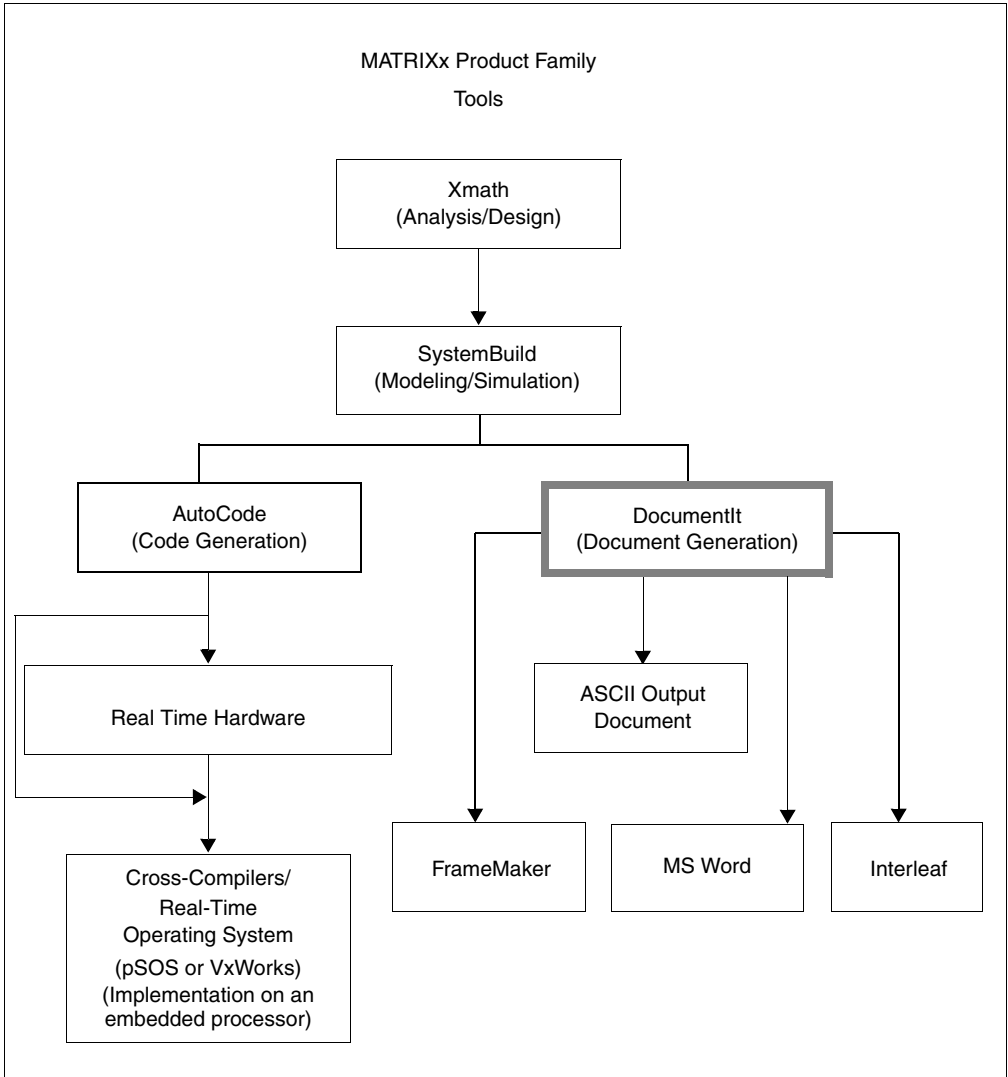 MATRIXx Product Family
Tools
Xmath
(Analysis/Design)
SystemBuild
(Modeling/Simulation)
AutoCode
(Code Generation)
DocumentIt
(Document Generation)
Real Time Hardware
ASCII Output
Document
FrameMaker
MS Word
Interleaf
Cross-Compilers/
Real-Time
Operating System
(pSOS or VxWorks)
(Implementation on an
embedded processor)